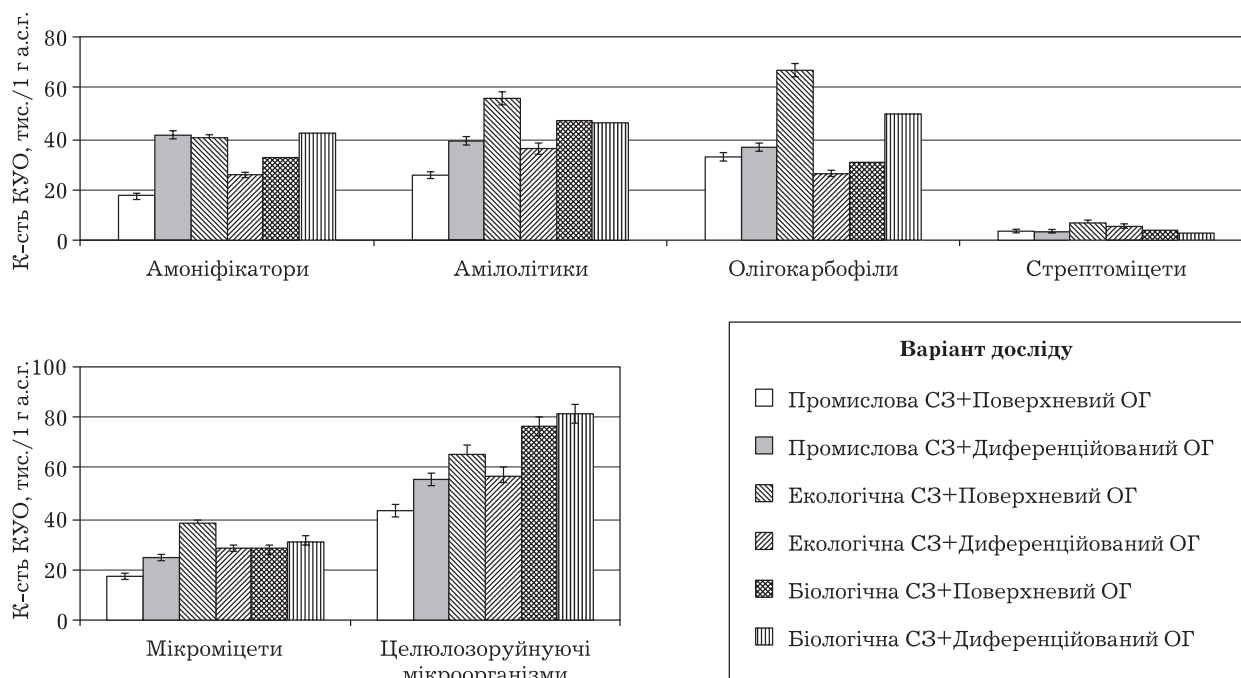 К-сть КУО, тис./1 г а.с.г.
80
60
40
20
0
Амоніфікатори
Амілолітики
Олігокарбофіли
Стрептоміцети
К-сть КУО, тис./1 г а.с.г.
100
80
60
40
20
0
Мікроміцети
Целюлозоруйнуючі
мікроорганізми
Варіант досліду
Промислова СЗ+Поверхневий ОГ
Промислова СЗ+Диференційований ОГ
Екологічна СЗ+Поверхневий ОГ
Екологічна СЗ+Диференційований ОГ
Біологічна СЗ+Поверхневий ОГ
Біологічна СЗ+Диференційований ОГ